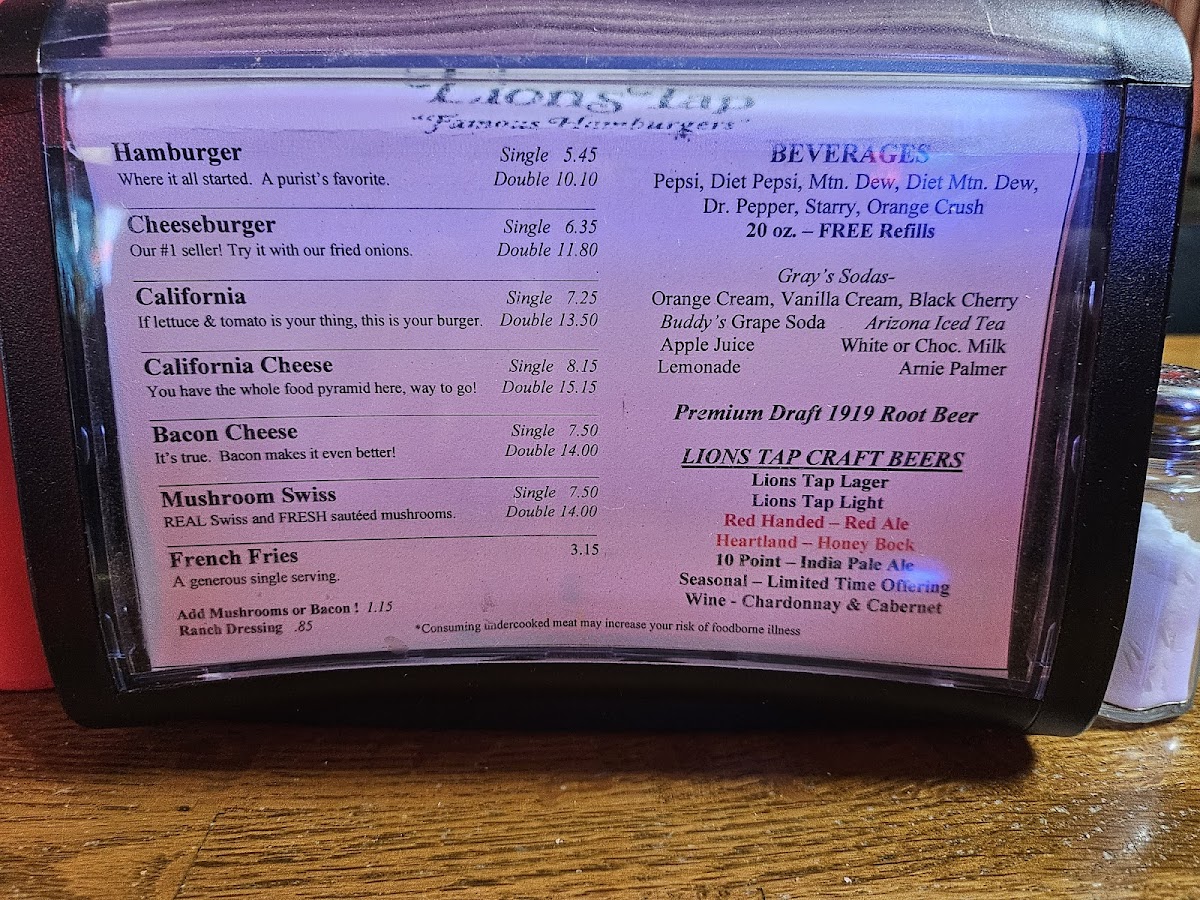 Lions Tap
"Famous Hamburgers"
Hamburger Single 5.45
Where it all started. A purist's favorite. Double 10.10
Cheeseburger Single 6.35
Our #1 seller! Try it with our fried onions. Double 11.80
California Single 7.25
If lettuce & tomato is your thing, this is your burger. Double 13.50
California Cheese Single 8.15
You have the whole food pyramid here, way to go! Double 15.15
Bacon Cheese Single 7.50
It's true. Bacon makes it even better! Double 14.00
Mushroom Swiss Single 7.50
REAL Swiss and FRESH sautéed mushrooms. Double 14.00
French Fries 3.15
A generous single serving.
Add Mushrooms or Bacon ! 1.15
Ranch Dressing .85
BEVERAGES
Pepsi, Diet Pepsi, Mtn. Dew, Diet Mtn. Dew,
Dr. Pepper, Starry, Orange Crush
20 oz. – FREE Refills
Gray's Sodas-
Orange Cream, Vanilla Cream, Black Cherry
Buddy's Grape Soda Arizona Iced Tea
Apple Juice White or Choc. Milk
Lemonade Arnie Palmer
Premium Draft 1919 Root Beer
LIONS TAP CRAFT BEERS
Lions Tap Lager
Lions Tap Light
Red Handed – Red Ale
Heartland – Honey Bock
10 Point – India Pale Ale
Seasonal – Limited Time Offering
Wine - Chardonnay & Cabernet
*Consuming undercooked meat may increase your risk of foodborne illness